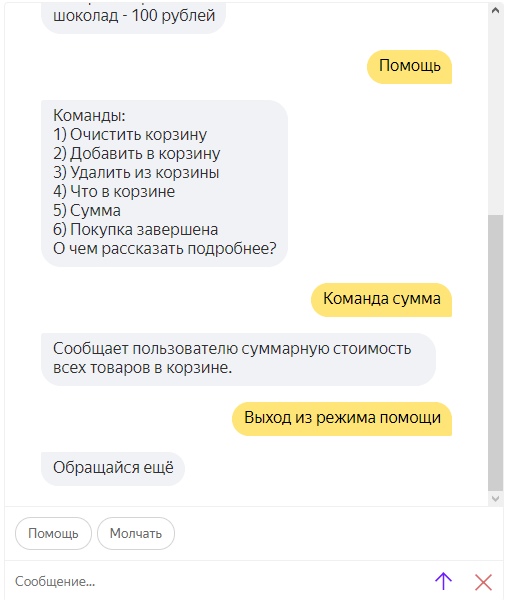 шоколад - 100 рублей
Помощь
Команды:
1) Очистить корзину
2) Добавить в корзину
3) Удалить из корзины
4) Что в корзине
5) Сумма
6) Покупка завершена
О чем рассказать подробнее?
Команда сумма
Сообщает пользователю суммарную стоимость
всех товаров в корзине.
Выход из режима помощи
Обращайся ещё
Помощь Молчать
Сообщение...